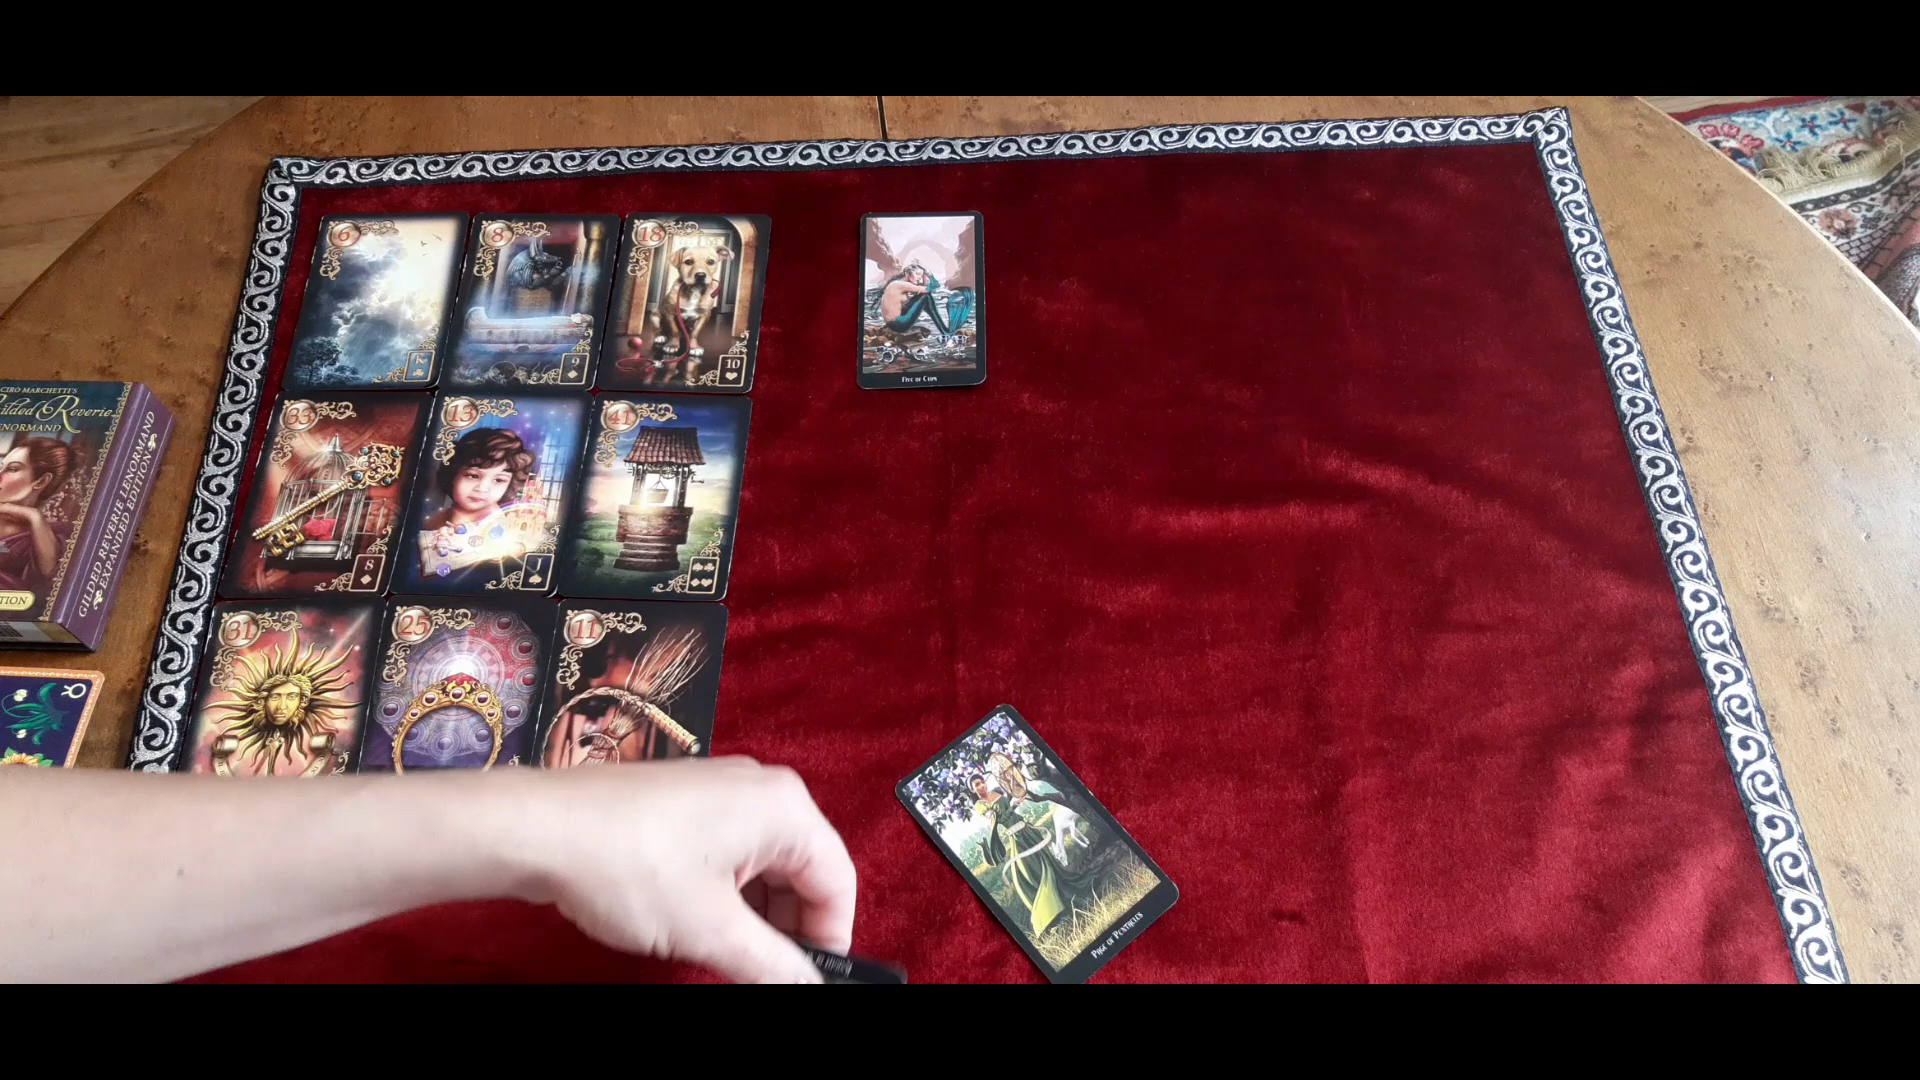 6
K
8
9
18
10
Five of Cups
33
8
13
J
41
31
25
11
CIRO MARCHETTI'S
Gilded Reverie
LENORMAND
GILDED REVERIE LENORMAND
EXPANDED EDITION
Page of Pentacles